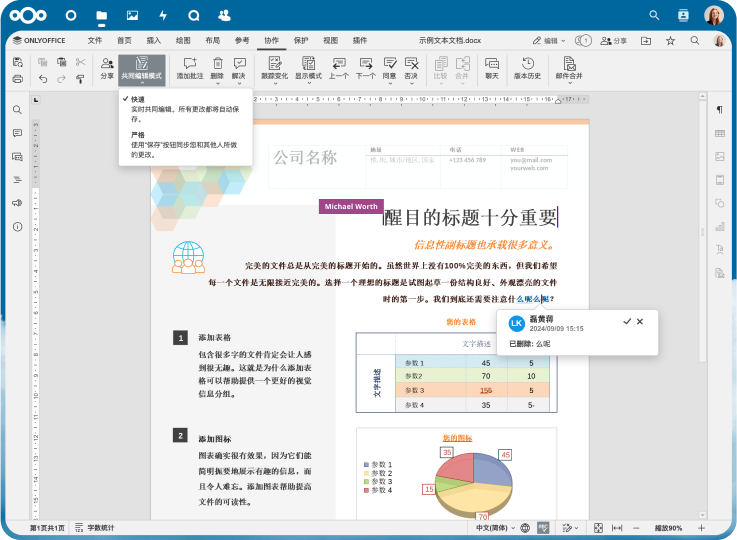 ONLYOFFICE
文件 首页 插入 绘图 布局 参考 协作 保护 视图 插件
示例文本文档.docx
编辑
1
分享
分享
共同编辑模式
添加批注
删除
解决
跟踪变化
显示模式
上一个
下一个
同意
否决
比较
合并
聊天
版本历史
邮件合并
快速
实时共同编辑。所有更改都将自动保
存。
严格
使用“保存”按钮同步您和其他人所做
的更改。
公司名称
地址
街, 州, 城市/地区, 国家
电话
+123 456 789
WEB
you@mail.com
yourweb.com
Michael Worth
醒目的标题十分重要
信息性副标题也承载很多意义。
完美的文件总是从完美的标题开始的。虽然世界上没有100%完美的东西，但我们希望
每一个文件是无限接近完美的。选择一个理想的标题是试图起草一份结构良好、外观漂亮的文件
时的第一步。我们到底还需要注意什么呢么呢?
LK
聂黄蒋
2024/09/09 15:15
已删除: 么呢
1
添加表格
包含很多字的文件肯定会让人感
到很无趣。这就是为什么添加表
格可以帮助提供一个更好的视觉
信息分组。
您的表格
文字描述
文字描述
参数 1 45 5
参数2 70 10
参数 3 156 5
参数 4 35 5-
2
添加图标
图表确实很有效果，因为它们能
简明扼要地展示有趣的信息，而
且令人难忘。添加图表帮助提高
文件的可读性。
您的图标
参数 1
参数 2
参数 3
参数 4
35
45
15
70
第1页共1页
字数统计
中文(简体)
缩放90%